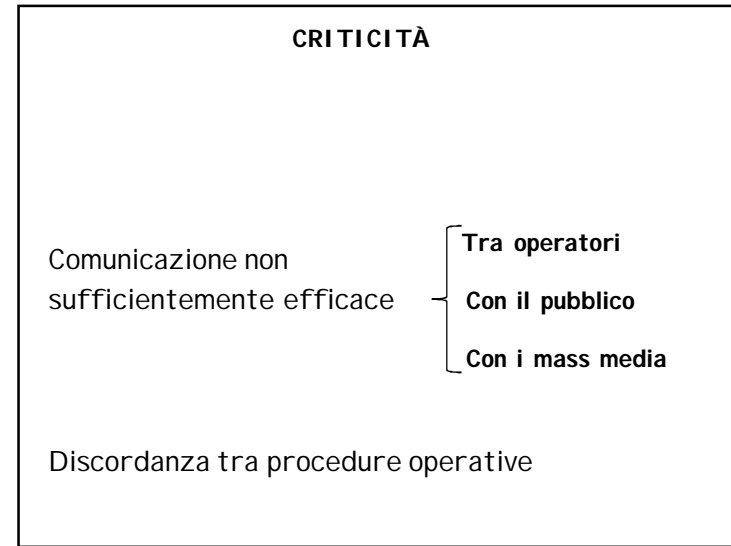 CRITICITÀ
Comunicazione non
sufficientemente efficace
Tra operatori
Con il pubblico
Con i mass media
Discordanza tra procedure operative